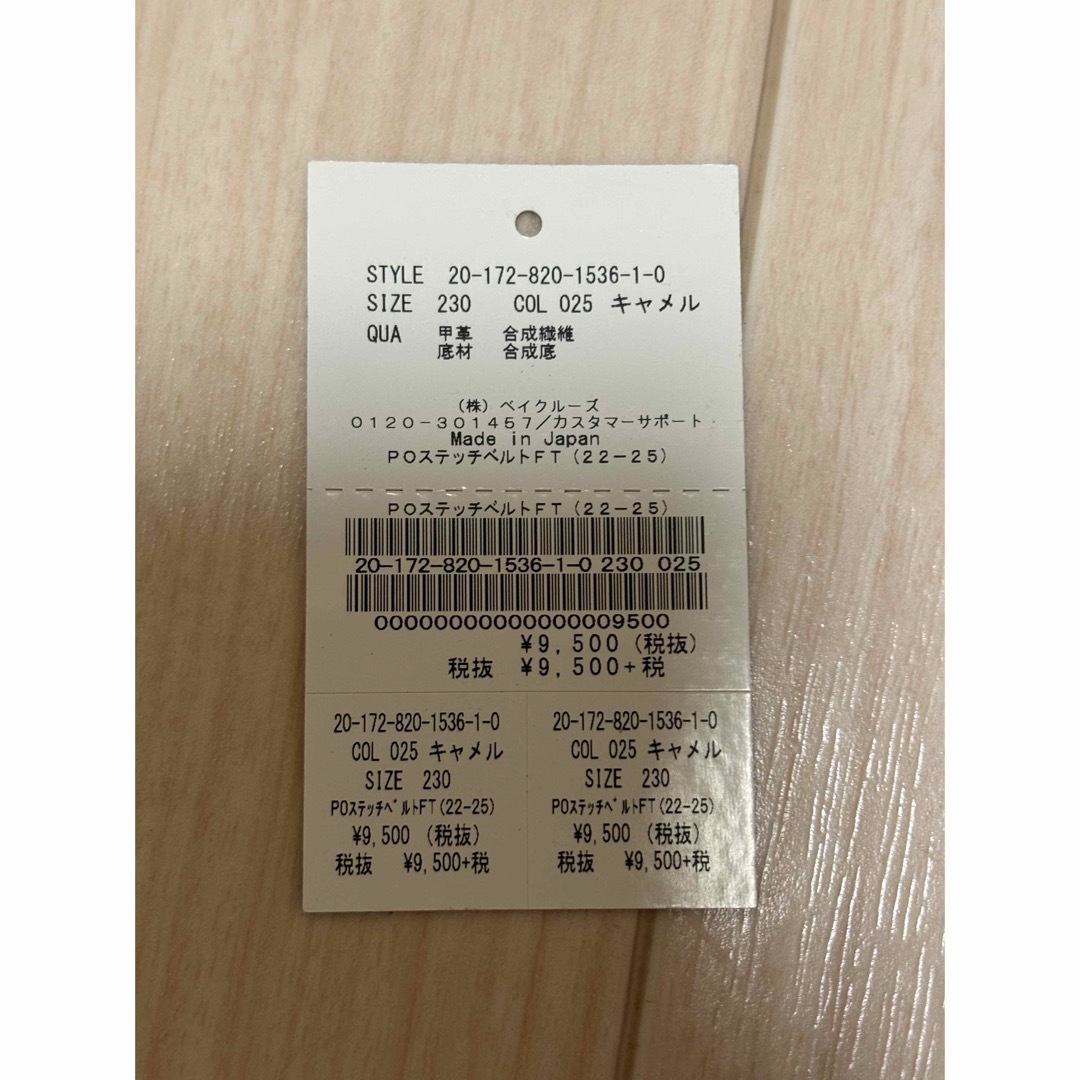 STYLE 20-172-820-1536-1-0
SIZE 230 COL 025 キャメル
QUA 甲革 合成繊維
底材 合成底
（株）ベイクルーズ
0120-301457/カスタマーサポート
Made in Japan
POステッチベルトFT（22-25）
POステッチベルトFT（22-25）
20-172-820-1536-1-0 230 025
00000000000000009500
¥9,500（税抜）
税抜 ¥9,500+税
20-172-820-1536-1-0
COL 025 キャメル
SIZE 230
POｽﾃｯﾁﾍﾞﾙﾄFT(22-25)
¥9,500（税抜）
税抜 ¥9,500+税
20-172-820-1536-1-0
COL 025 キャメル
SIZE 230
POｽﾃｯﾁﾍﾞﾙﾄFT(22-25)
¥9,500（税抜）
税抜 ¥9,500+税